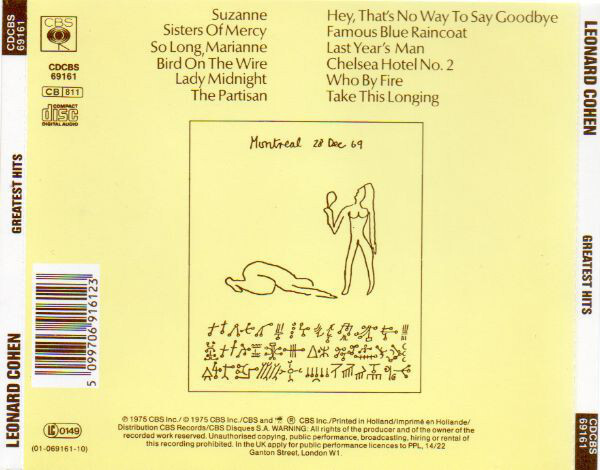 Suzanne
Sisters Of Mercy
So Long, Marianne
Bird On The Wire
Lady Midnight
The Partisan
Hey, That's No Way To Say Goodbye
Famous Blue Raincoat
Last Year's Man
Chelsea Hotel No. 2
Who By Fire
Take This Longing
CBS
CDCBS
69161
CB 811
COMPACT
disc
DIGITAL AUDIO
Montreal 28 Dec 69
5 099706 916123
LC 0149
(01-069161-10)
℗ 1975 CBS Inc./ © 1975 CBS Inc./CBS and ® CBS Inc./Printed in Holland/Imprimé en Hollande/
Distribution CBS Records/CBS Disques S.A. WARNING: All rights of the producer and of the owner of the
recorded work reserved. Unauthorised copying, public performance, broadcasting, hiring or rental of
this recording prohibited. In the UK apply for public performance licences to PPL, 14/22
Ganton Street, London W1.
CDCBS
69161
GREATEST HITS
LEONARD COHEN
LEONARD COHEN
GREATEST HITS
CDCBS
69161